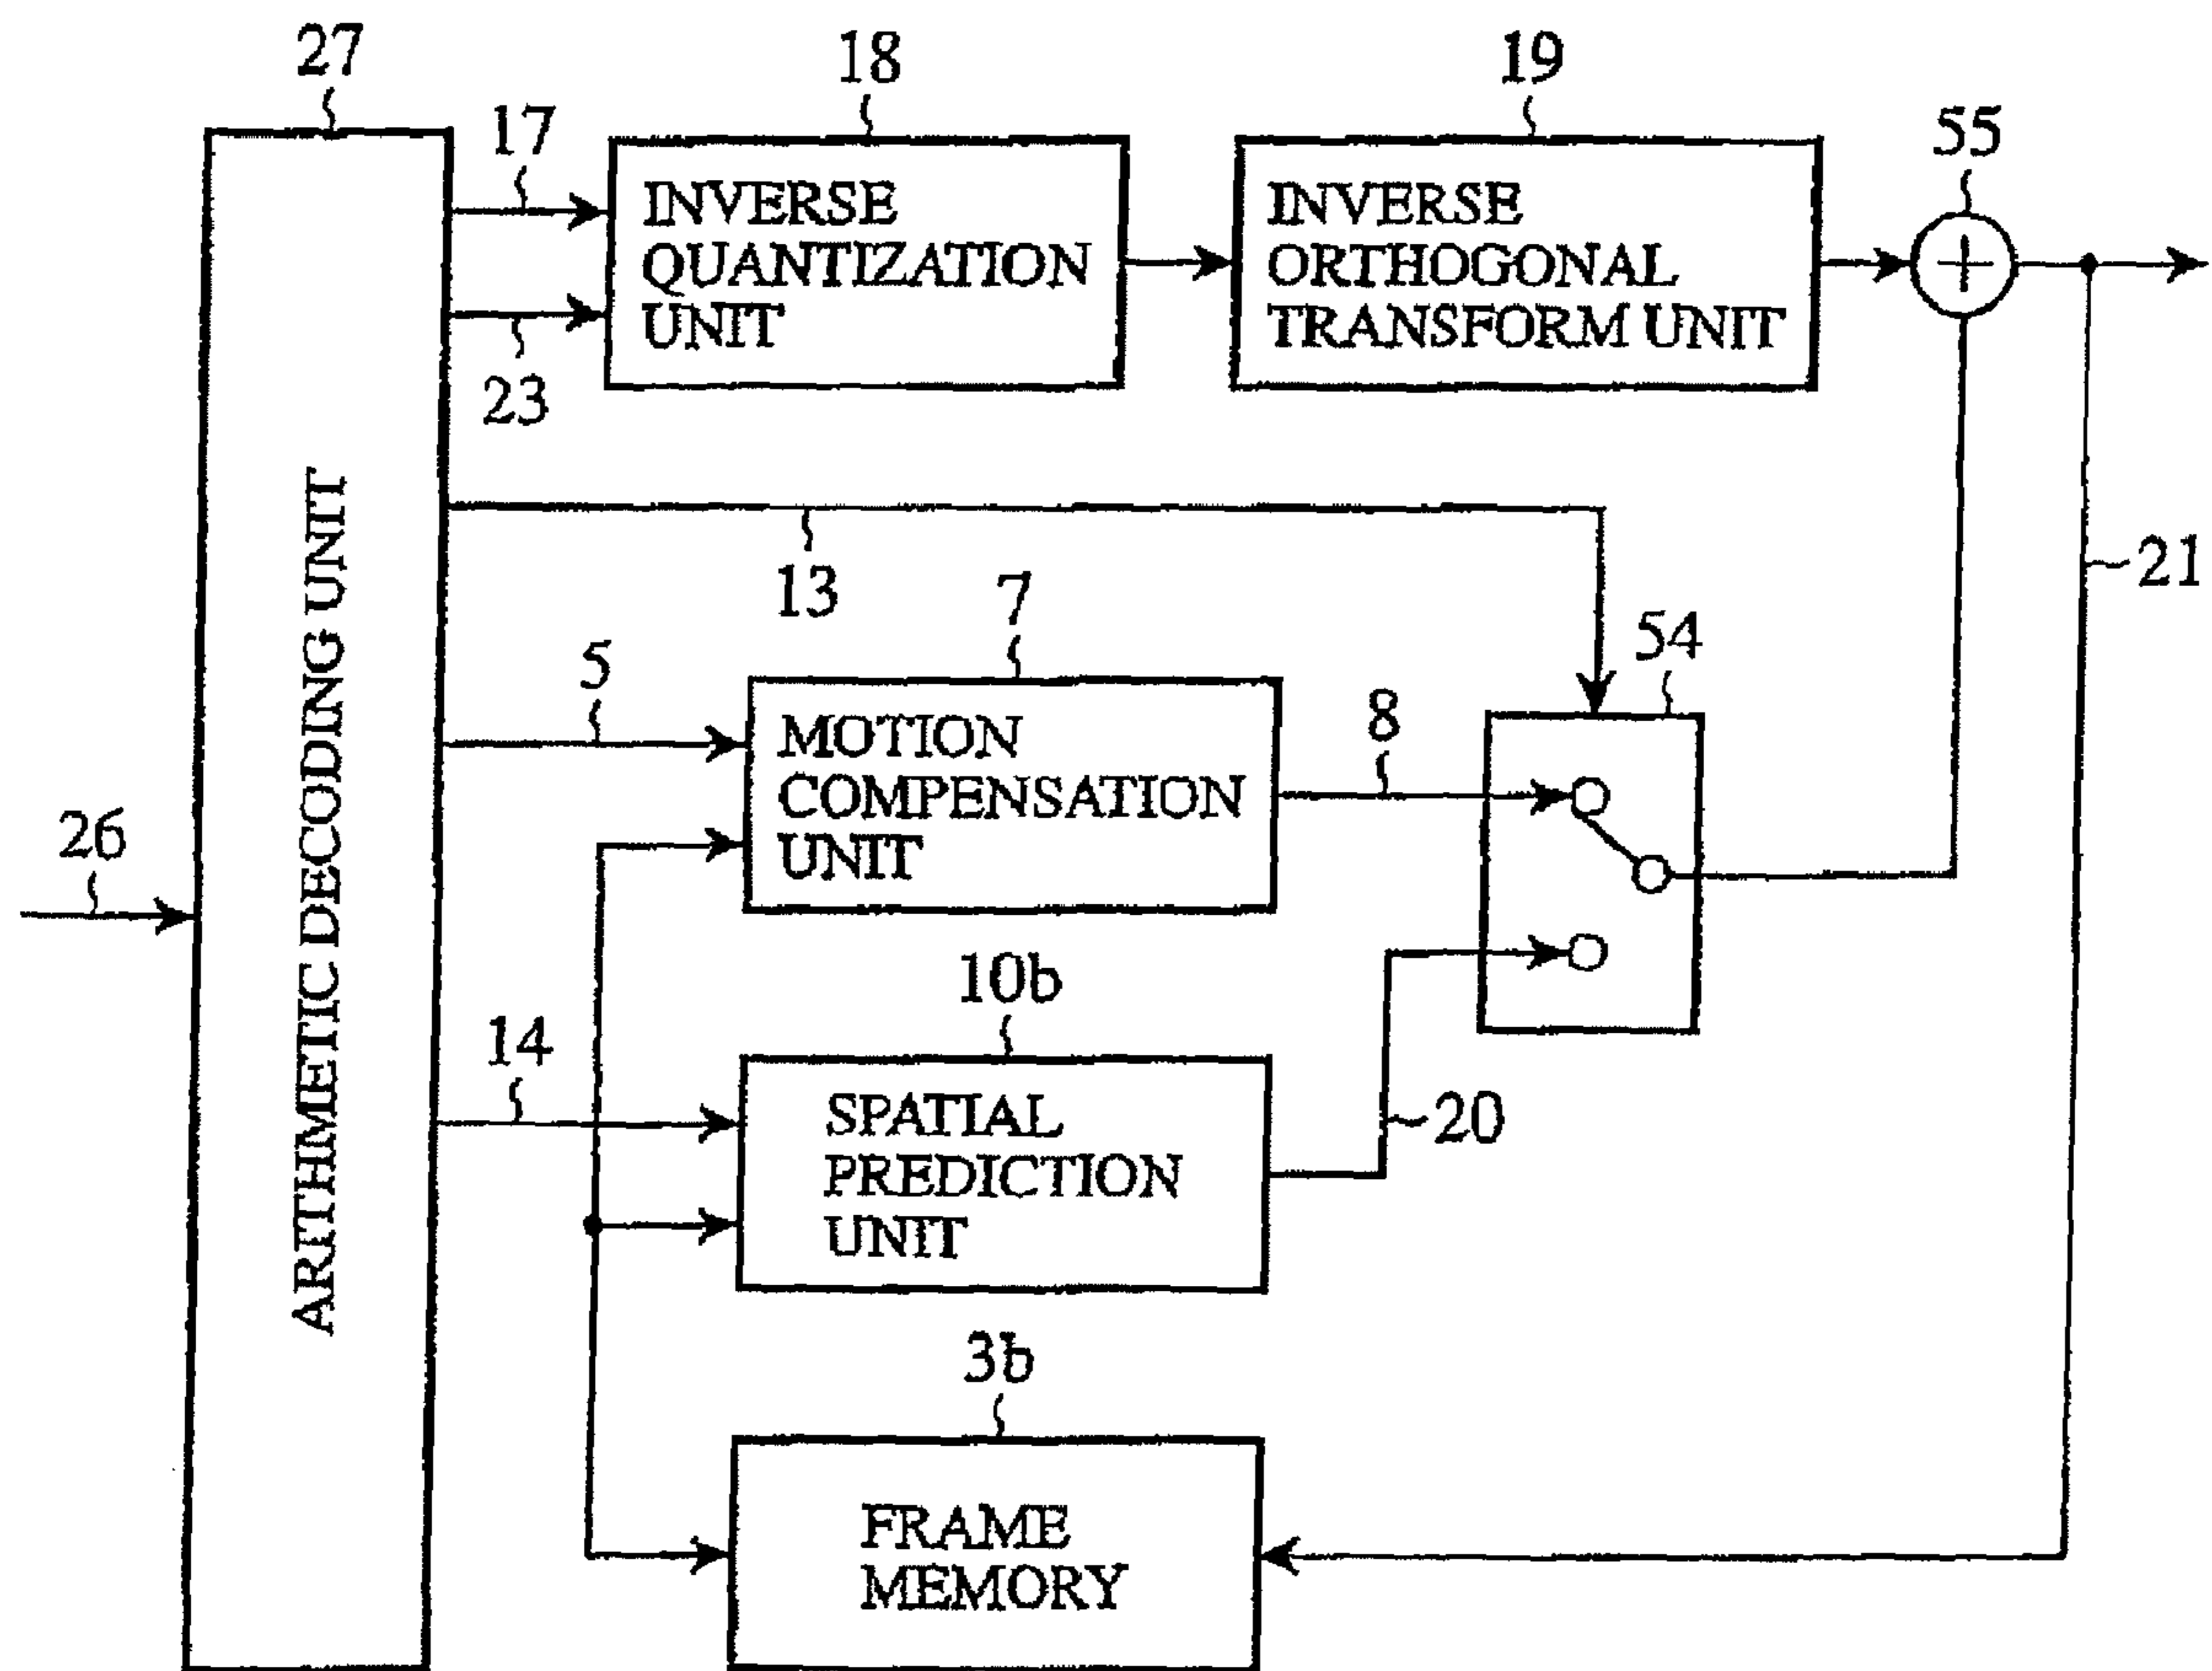 27
18
19
55
17
INVERSE
QUANTIZATION
UNIT
INVERSE
ORTHOGONAL
TRANSFORM UNIT
23
13
21
7
54
5
MOTION
COMPENSATION
UNIT
8
26
ARITHMETIC DECODING UNIT
10b
14
SPATIAL
PREDICTION
UNIT
20
3b
FRAME
MEMORY